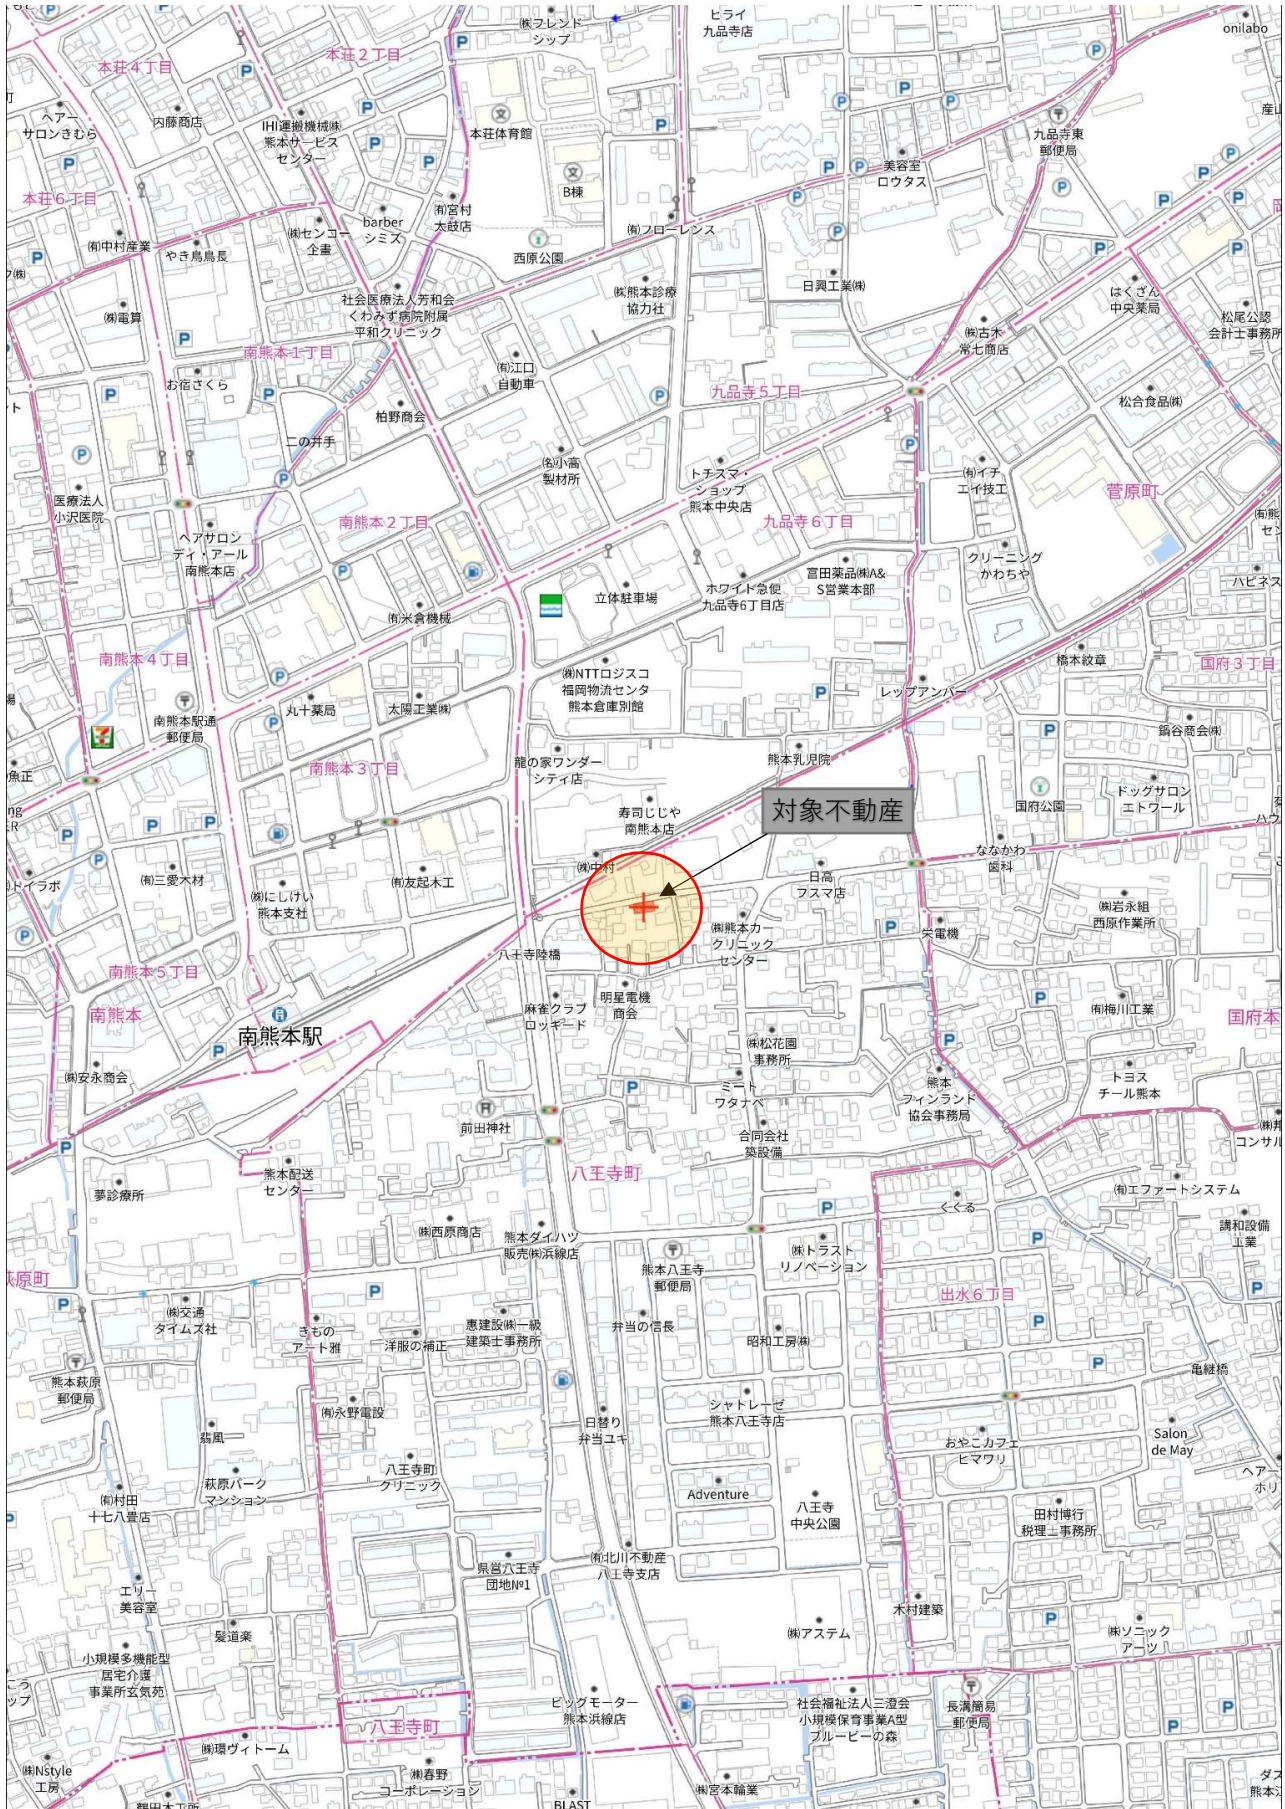 ㈱フレンド
シップ
ヒライ
九品寺店
onilabo
本荘4丁目
本荘2丁目
ヘアー
サロンきむら
内藤商店
IHI運搬機械㈱
熊本サービス
センター
本荘体育館
九品寺東
郵便局
美容室
ロウタス
B棟
本荘6丁目
㈲中村産業
やき鳥鳥長
㈱センコー
企畫
barber
シミズ
㈲宮村
太鼓店
西原公園
㈲フローレンス
㈱電算
社会医療法人芳和会
くわみず病院附属
平和クリニック
㈱熊本診療
協力社
日興工業㈱
はくざん
中央薬局
松尾公認
会計士事務所
㈱古木
常七商店
南熊本1丁目
お宿さくら
㈲江口
自動車
九品寺5丁目
松合食品㈱
柏野商会
二の井手
㈴小高
製材所
トチスマ・
ショップ
熊本中央店
㈲イチ
エイ技工
菅原町
医療法人
小沢医院
南熊本2丁目
九品寺6丁目
ヘアサロン
ディ・アール
南熊本店
クリーニング
かわちや
冨田薬品㈱A&
S営業本部
ホワイト急便
九品寺6丁目店
立体駐車場
ハピネス
㈲米倉機械
南熊本4丁目
㈱NTTロジスコ
福岡物流センタ
熊本倉庫別館
橋本紋章
国府3丁目
レップアンバー
南熊本駅通
郵便局
丸十薬局
太陽工業㈱
鍋谷商会㈱
龍の家ワンダー
シティ店
熊本乳児院
南熊本3丁目
国府公園
ドッグサロン
エトワール
寿司じじや
南熊本店
対象不動産
㈱中村
ななかわ
歯科
㈲三愛木材
㈱にしけい
熊本支社
㈲友起木工
日高
フスマ店
㈱岩永組
西原作業所
㈱熊本カー
クリニック
センター
栄電機
八王寺陸橋
南熊本5丁目
南熊本
明星電機
商会
麻雀クラブ
ロッキード
㈲梅川工業
国府本
南熊本駅
㈱松花園
事務所
㈱安永商会
ミート
ワタナベ
熊本
フィンランド
協会事務局
トヨス
チール熊本
前田神社
合同会社
築設備
八王寺町
熊本配送
センター
夢診療所
㈲エファートシステム
くくる
㈱西原商店
熊本ダイハツ
販売㈱浜線店
㈱トラスト
リノベーション
講和設備
工業
熊本八王寺
郵便局
萩原町
出水6丁目
㈱交通
タイムズ社
きもの
アート雅
洋服の補正
惠建設㈱一級
建築士事務所
弁当の信長
昭和工房㈱
熊本萩原
郵便局
亀継橋
㈲永野電設
日替り
弁当ユキ
シャトレーゼ
熊本八王寺店
翡風
おやこカフェ
ヒマワリ
Salon
de May
八王寺町
クリニック
萩原パーク
マンション
㈲村田
十七八畳店
Adventure
八王寺
中央公園
田村博行
税理士事務所
県営八王寺
団地№1
㈲北川不動産
八王寺支店
エリー
美容室
木村建築
髪道楽
㈱アステム
㈱ソニック
アーツ
小規模多機能型
居宅介護
事業所玄気苑
ビッグモーター
熊本浜線店
社会福祉法人三澄会
小規模保育事業A型
ブルービーの森
長溝簡易
郵便局
八王寺町
㈱環ヴィトーム
㈱Nstyle
工房
㈱春野
コーポレーション
㈱宮本輪業
BLAST